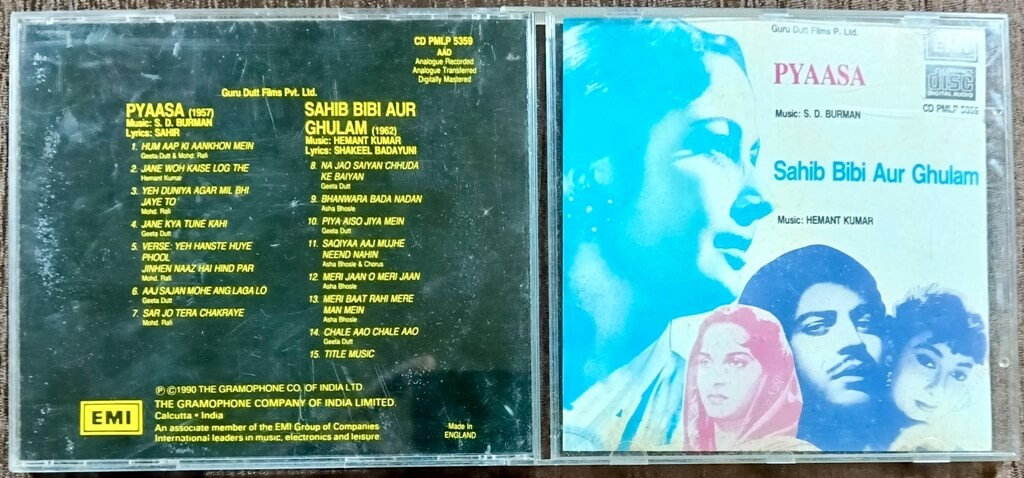 CD PMLP 5359
AAD
Analogue Recorded
Analogue Transferred
Digitally Mastered
Guru Dutt Films Pvt. Ltd.
PYAASA (1957)
Music: S. D. BURMAN
Lyrics: SAHIR
1. HUM AAP KI AANKHON MEIN
Geeta Dutt & Mohd. Rafi
2. JANE WOH KAISE LOG THE
Hemant Kumar
3. YEH DUNIYA AGAR MIL BHI
JAYE TO
Mohd. Rafi
4. JANE KYA TUNE KAHI
Geeta Dutt
5. VERSE: YEH HANSTE HUYE
PHOOL
JINHEN NAAZ HAI HIND PAR
Mohd. Rafi
6. AAJ SAJAN MOHE ANG LAGA LO
Geeta Dutt
7. SAR JO TERA CHAKRAYE
Mohd. Rafi
SAHIB BIBI AUR
GHULAM (1962)
Music: HEMANT KUMAR
Lyrics: SHAKEEL BADAYUNI
8. NA JAO SAIYAN CHHUDA
KE BAIYAN
Geeta Dutt
9. BHANWARA BADA NADAN
Asha Bhosle
10. PIYA AISO JIYA MEIN
Geeta Dutt
11. SAQIYAA AAJ MUJHE
NEEND NAHIN
Asha Bhosle & Chorus
12. MERI JAAN O MERI JAAN
Asha Bhosle
13. MERI BAAT RAHI MERE
MAN MEIN
Asha Bhosle
14. CHALE AAO CHALE AAO
Geeta Dutt
15. TITLE MUSIC
℗ © 1990 THE GRAMOPHONE CO. OF INDIA LTD.
THE GRAMOPHONE COMPANY OF INDIA LIMITED.
Calcutta • India
An associate member of the EMI Group of Companies
International leaders in music, electronics and leisure.
EMI
Made in
ENGLAND
Guru Dutt Films P. Ltd.
EMI
PYAASA
disc
DIGITAL AUDIO
CD PMLP 5359
Music: S. D. BURMAN
Sahib Bibi Aur Ghulam
Music: HEMANT KUMAR